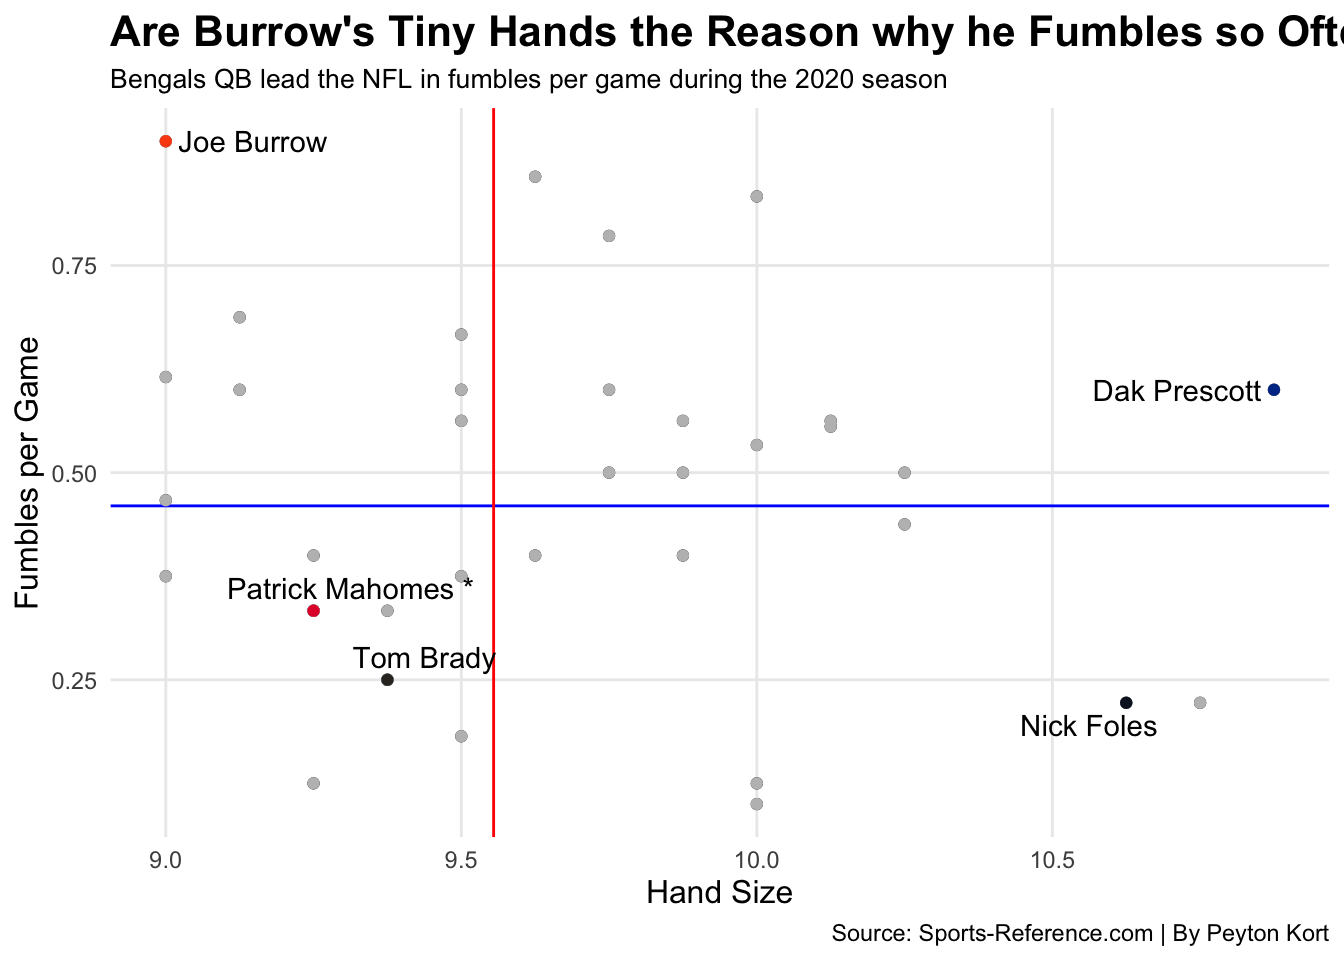 Are Burrow's Tiny Hands the Reason why he Fumbles so Ofte
Bengals QB lead the NFL in fumbles per game during the 2020 season
Joe Burrow
0.75
Dak Prescott
0.50
Patrick Mahomes *
Tom Brady
0.25
Nick Foles
Fumbles per Game
9.0 9.5 10.0 10.5
Hand Size
Source: Sports-Reference.com | By Peyton Kort